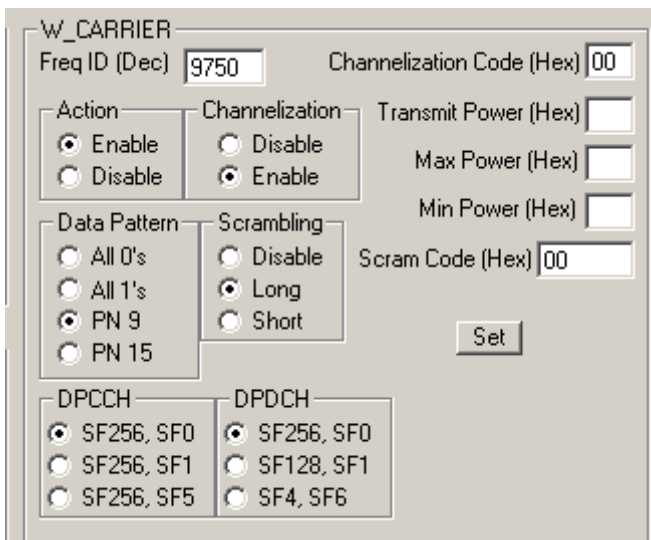 W_CARRIER
Freq ID (Dec) 9750 Channelization Code (Hex) 00
Action Channelization Transmit Power (Hex)
Enable Disable
Disable Enable Max Power (Hex)
Min Power (Hex)
Data Pattern Scrambling
All 0's Disable Scram Code (Hex) 00
All 1's Long
PN 9 Short Set
PN 15
DPCCH DPDCH
SF256, SF0 SF256, SF0
SF256, SF1 SF128, SF1
SF256, SF5 SF4, SF6